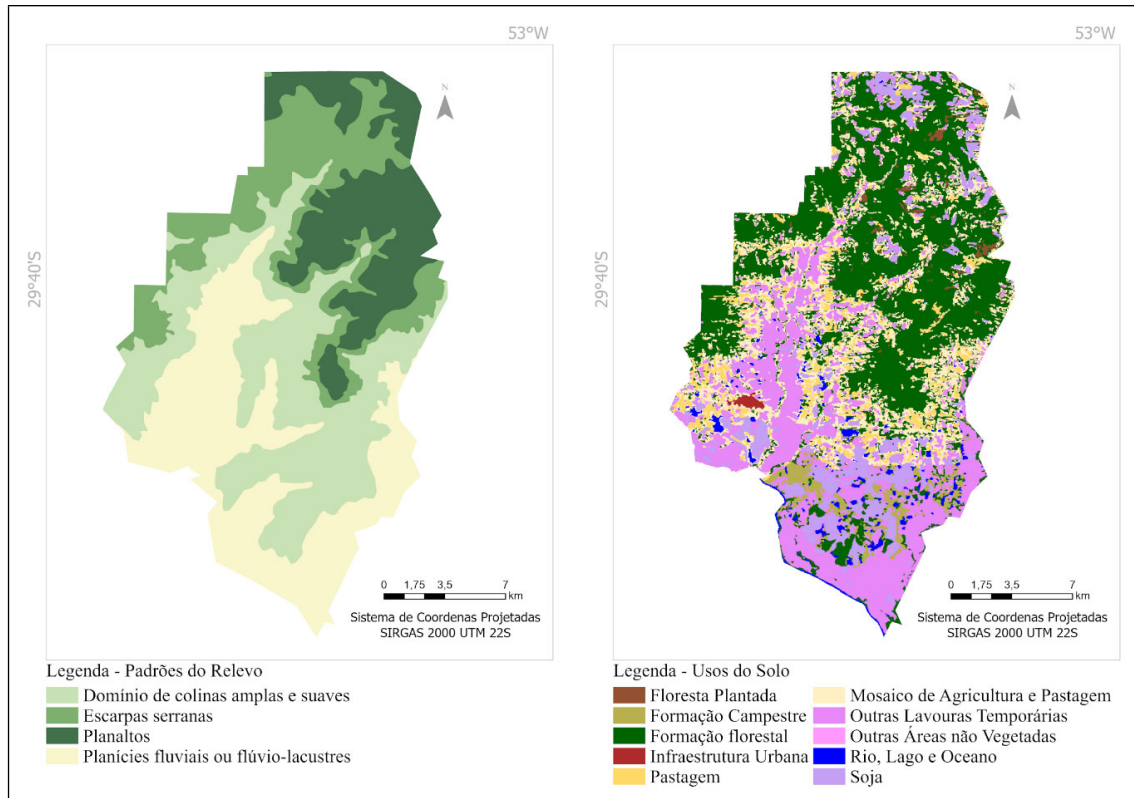 53°W
29°40'S
N
0 1,75 3,5 7
km
Sistema de Coordenas Projetadas
SIRGAS 2000 UTM 22S
Legenda - Padrões do Relevo
Domínio de colinas amplas e suaves
Escarpas serranas
Planaltos
Planícies fluviais ou flúvio-lacustres
53°W
29°40'S
N
0 1,75 3,5 7
km
Sistema de Coordenas Projetadas
SIRGAS 2000 UTM 22S
Legenda - Usos do Solo
Floresta Plantada
Formação Campestre
Formação florestal
Infraestrutura Urbana
Pastagem
Mosaico de Agricultura e Pastagem
Outras Lavouras Temporárias
Outras Áreas não Vegetadas
Rio, Lago e Oceano
Soja